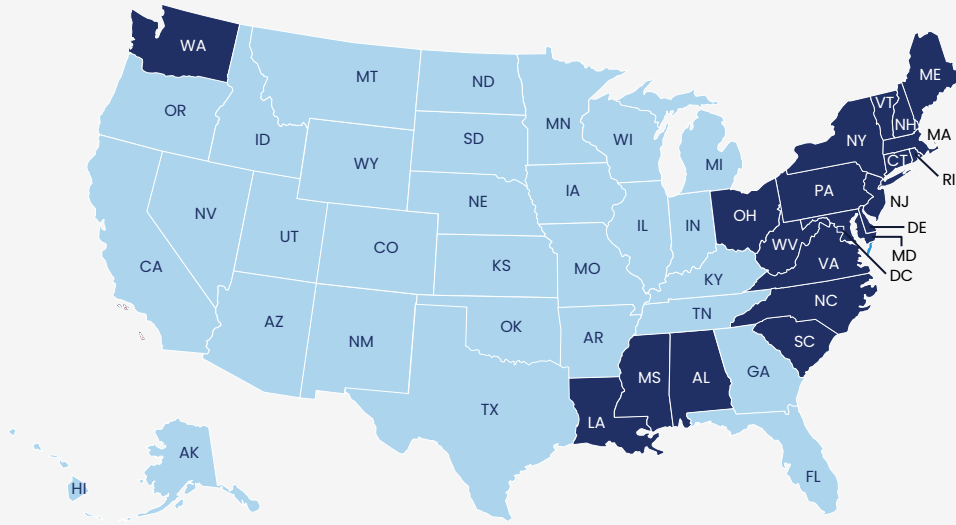 WA
ME
MT
ND
VT
OR
MN
NH
MA
ID
SD
WI
NY
WY
MI
CT
RI
NE
IA
PA
NV
NJ
OH
UT
IL
IN
DE
CO
WV
MD
CA
KS
MO
VA
KY
DC
NC
AZ
OK
TN
NM
AR
SC
MS
AL
GA
TX
LA
AK
FL
HI